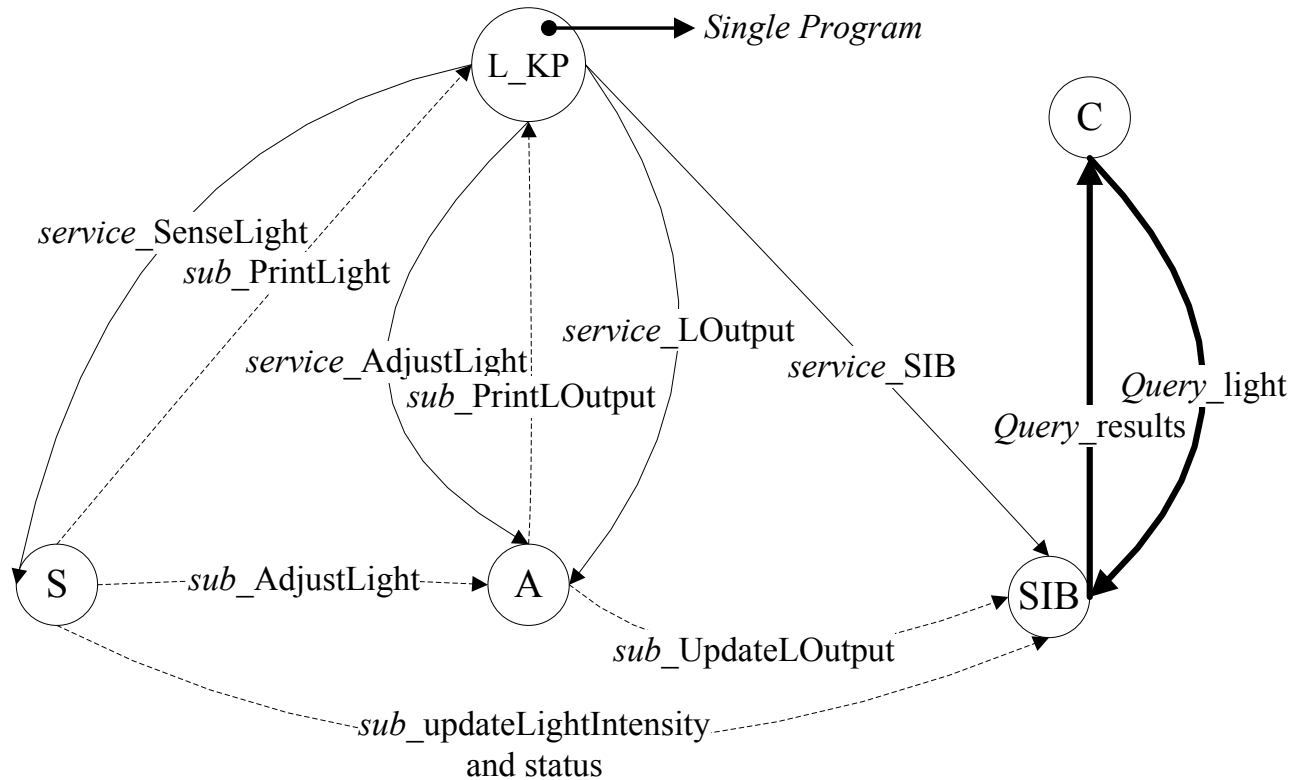 Single Program
L_KP
C
service_SenseLight
sub_PrintLight
service_LOutput
service_AdjustLight
service_SIB
sub_PrintLOutput
Query_light
Query_results
S
sub_AdjustLight
A
SIB
sub_UpdateLOutput
sub_updateLightIntensity
and status